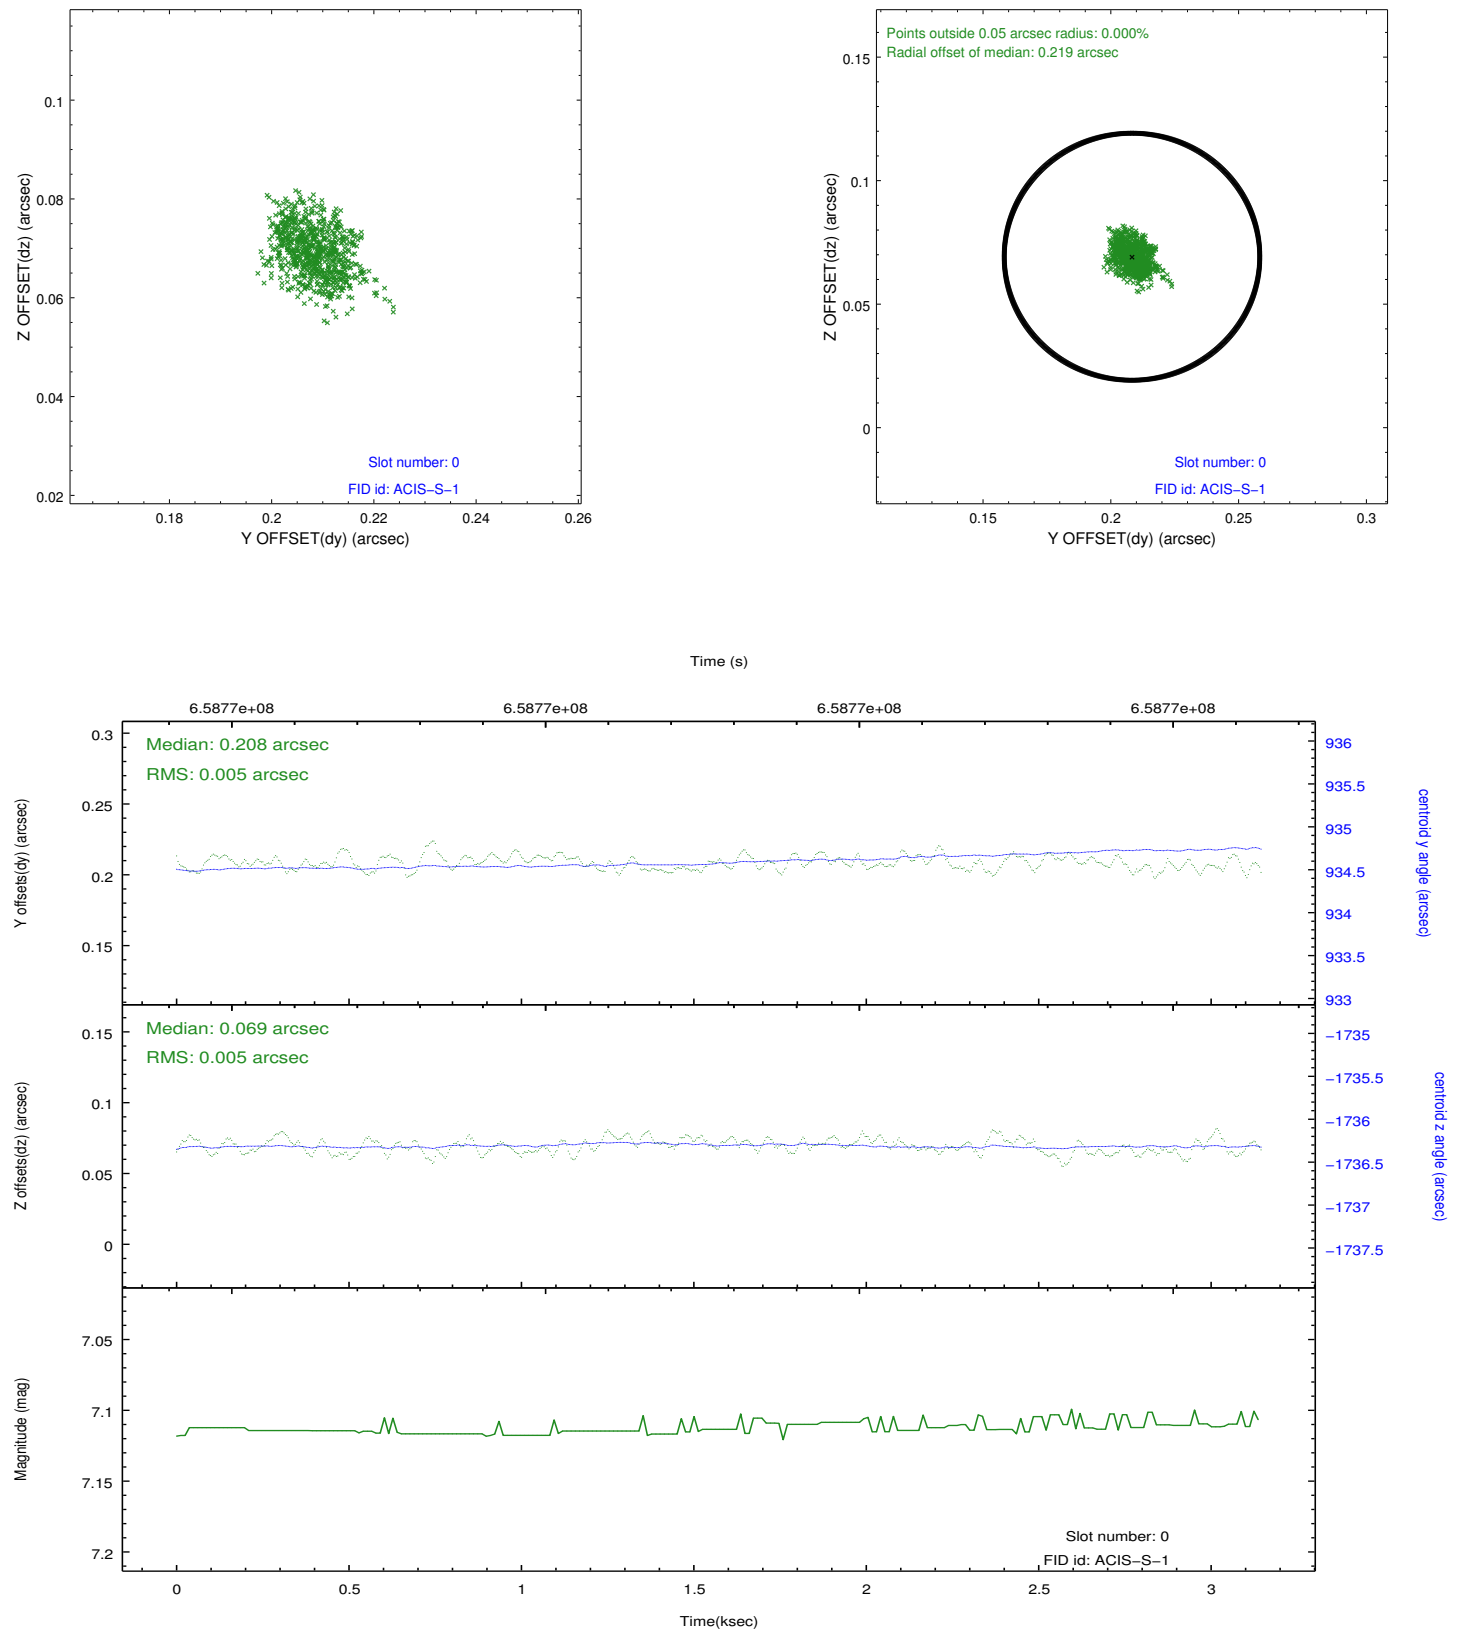 0.1
0.08
0.06
0.04
0.02
Z OFFSET(dz) (arcsec)
Slot number: 0
FID id: ACIS−S−1
0.18 0.2 0.22 0.24 0.26
Y OFFSET(dy) (arcsec)
Points outside 0.05 arcsec radius: 0.000%
Radial offset of median: 0.219 arcsec
0.15
0.1
0.05
0
Z OFFSET(dz) (arcsec)
Slot number: 0
FID id: ACIS−S−1
0.15 0.2 0.25 0.3
Y OFFSET(dy) (arcsec)
Time (s)
6.5877e+08 6.5877e+08 6.5877e+08 6.5877e+08
Median: 0.208 arcsec
RMS: 0.005 arcsec
0.3
0.25
0.2
0.15
Y offsets(dy) (arcsec)
936
935.5
935
934.5
934
933.5
933
centroid y angle (arcsec)
Median: 0.069 arcsec
RMS: 0.005 arcsec
0.15
0.1
0.05
0
Z offsets(dz) (arcsec)
−1735
−1735.5
−1736
−1736.5
−1737
−1737.5
centroid z angle (arcsec)
7.05
7.1
7.15
7.2
Magnitude (mag)
Slot number: 0
FID id: ACIS−S−1
0 0.5 1 1.5 2 2.5 3
Time(ksec)